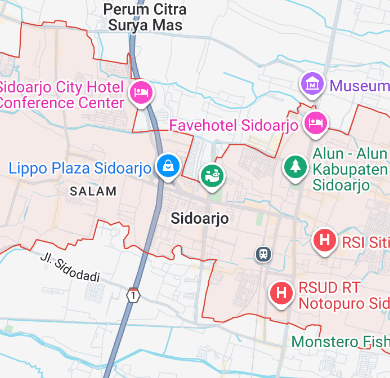 Perum Citra
Surya Mas
Sidoarjo City Hotel
Conference Center
Museum
Favehotel Sidoarjo
Lippo Plaza Sidoarjo
Alun - Alun
Kabupaten
Sidoarjo
SALAM
Sidoarjo
RSI Siti
Jl. Sidodadi
1
H
H
RSUD RT
Notopuro Sid
Monstero Fish